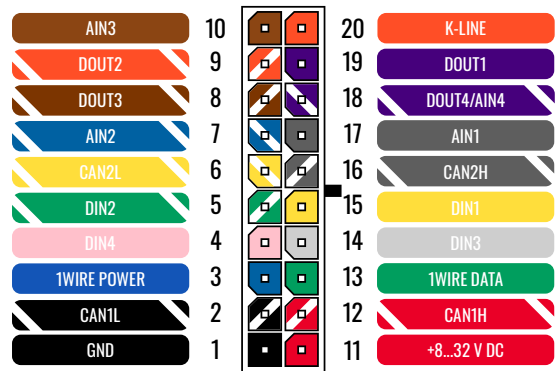 AIN3 10 20 K-LINE
DOUT2 9 19 DOUT1
DOUT3 8 18 DOUT4/AIN4
AIN2 7 17 AIN1
CAN2L 6 16 CAN2H
DIN2 5 15 DIN1
DIN4 4 14 DIN3
1WIRE POWER 3 13 1WIRE DATA
CAN1L 2 12 CAN1H
GND 1 11 +8...32 V DC